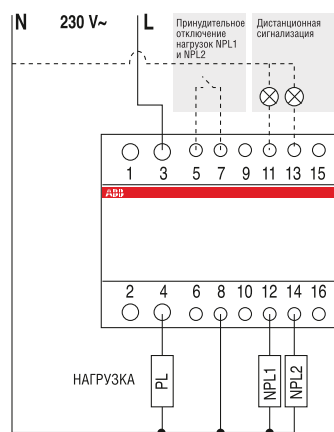 N 230 V~ L
Принудительное
отключение
нагрузок NPL1
и NPL2
Дистанционная
сигнализация
1 3 5 7 9 11 13 15
ABB
2 4 6 8 10 12 14 16
НАГРУЗКА PL NPL1 NPL2